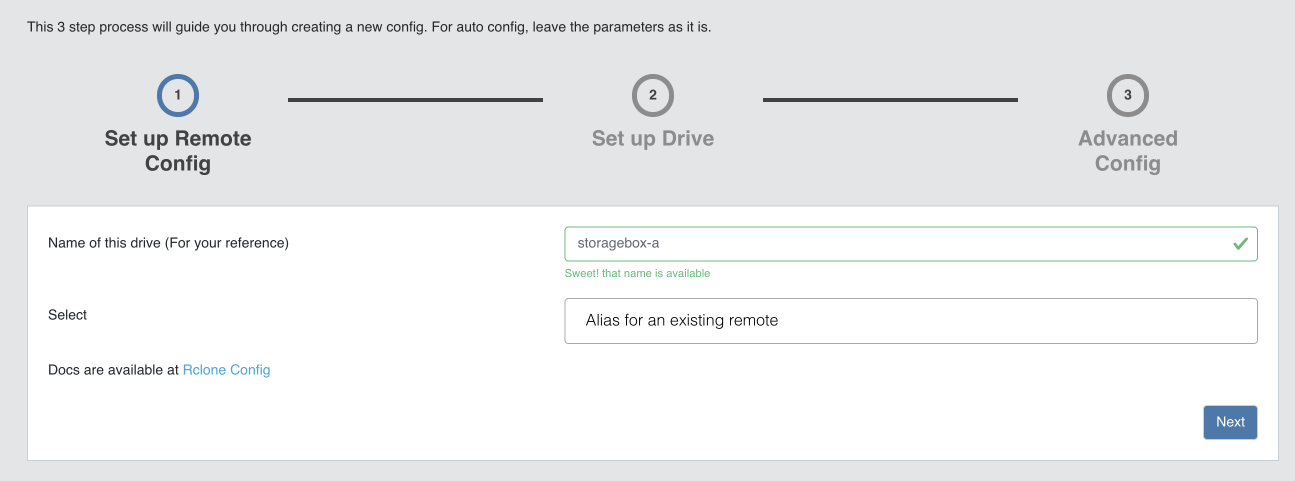 This 3 step process will guide you through creating a new config. For auto config, leave the parameters as it is.
1
2
3
Set up Remote
Config
Set up Drive
Advanced
Config
Name of this drive (For your reference)
storagebox-a
Sweet! that name is available
Select
Alias for an existing remote
Docs are available at Rclone Config
Next